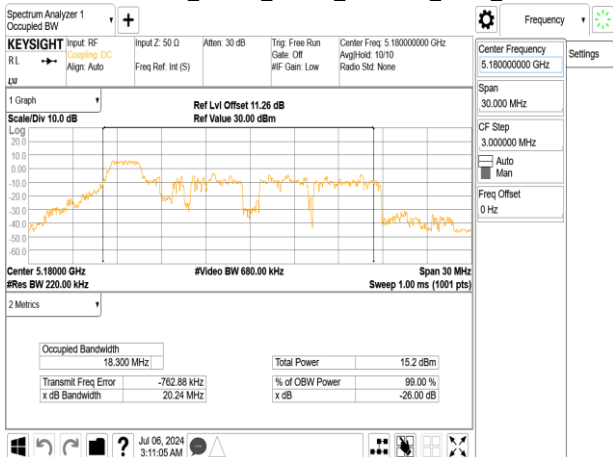 Spectrum Analyzer 1
Occupied BW
Frequency
KEYSIGHT
RL
LXI
Input: RF
Coupling: DC
Align: Auto
Input Z: 50 Ω
Freq Ref: Int (S)
Atten: 30 dB
Trig: Free Run
Gate: Off
#IF Gain: Low
Center Freq: 5.180000000 GHz
Avg|Hold: 10/10
Radio Std: None
Center Frequency
5.180000000 GHz
Settings
Span
30.000 MHz
CF Step
3.000000 MHz
Auto
Man
Freq Offset
0 Hz
1 Graph
Scale/Div 10.0 dB
Ref Lvl Offset 11.26 dB
Ref Value 30.00 dBm
Log
20.0
10.0
0.00
-10.0
-20.0
-30.0
-40.0
-50.0
-60.0
Center 5.18000 GHz
#Video BW 680.00 kHz
Span 30 MHz
#Res BW 220.00 kHz
Sweep 1.00 ms (1001 pts)
2 Metrics
Occupied Bandwidth
18.300 MHz
Total Power 15.2 dBm
Transmit Freq Error -762.88 kHz
% of OBW Power 99.00 %
x dB Bandwidth 20.24 MHz
x dB -26.00 dB
?
Jul 06, 2024
3:11:05 AM